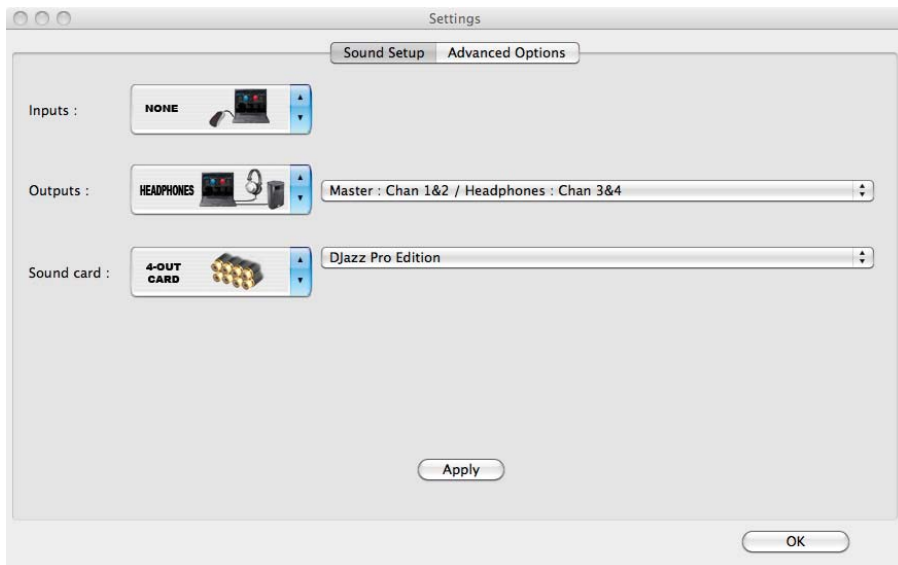 Settings
Sound Setup Advanced Options
Inputs :
NONE
Outputs :
HEADPHONES
Master : Chan 1&2 / Headphones : Chan 3&4
Sound card :
4-OUT
CARD
DJazz Pro Edition
Apply
OK